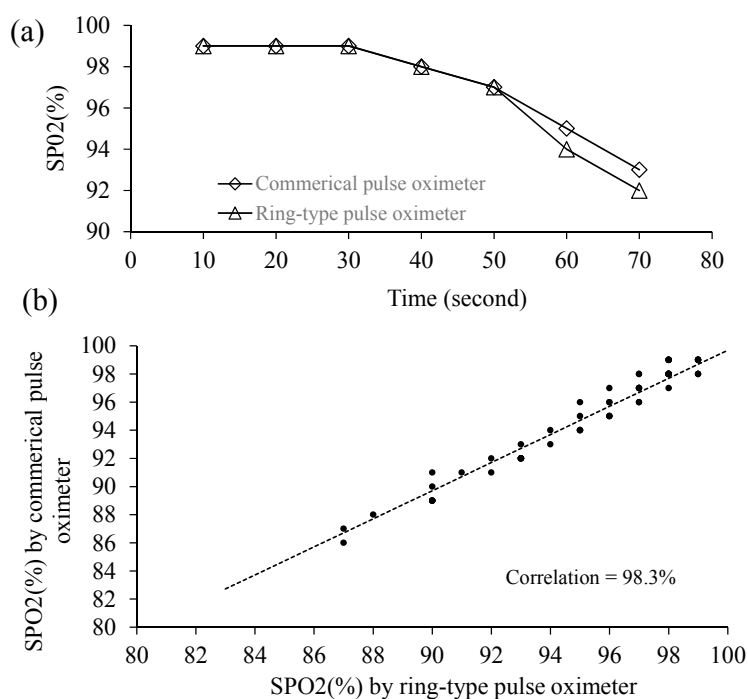 (a)
100
98
96
94
92
90
SP02(%)
Commerical pulse oximeter
Ring-type pulse oximeter
0 10 20 30 40 50 60 70 80
Time (second)
(b)
100
98
96
94
92
90
88
86
84
82
80
SPO2(%) by commerical pulse
oximeter
Correlation = 98.3%
80 82 84 86 88 90 92 94 96 98 100
SPO2(%) by ring-type pulse oximeter